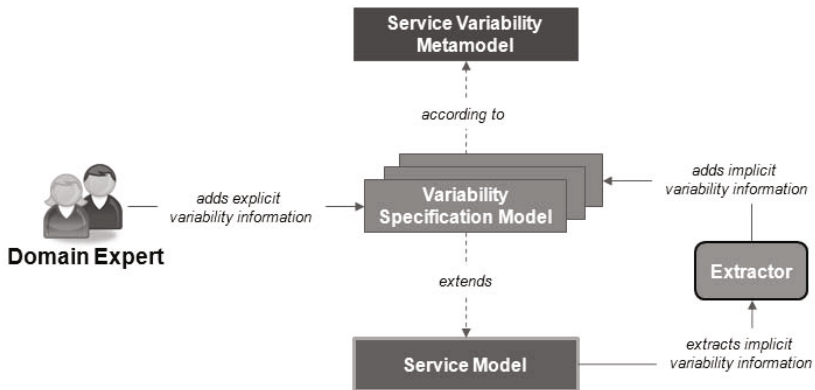 Service Variability
Metamodel
according to
adds explicit
variability information
Variability
Specification Model
adds implicit
variability information
Domain Expert
Extractor
extends
Service Model
extracts implicit
variability information